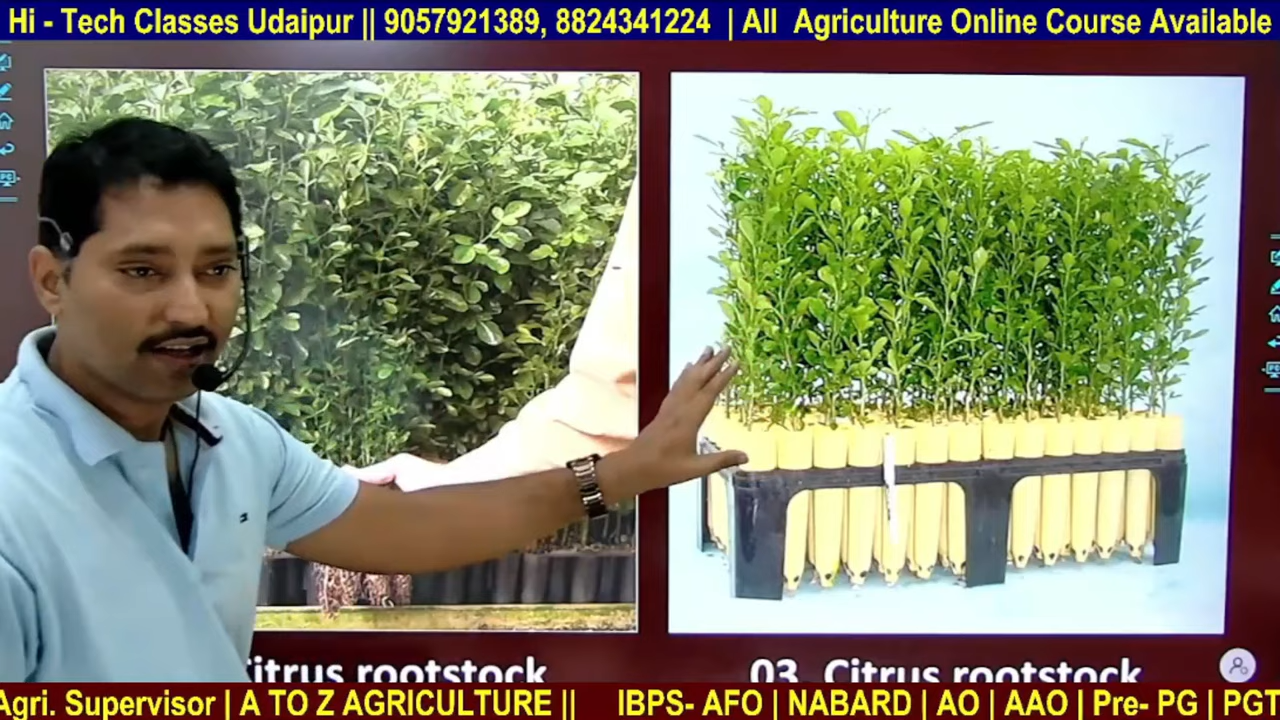 Hi - Tech Classes Udaipur || 9057921389, 8824341224 | All Agriculture Online Course Available
Citrus rootstock
03. Citrus rootstock
Agri. Supervisor | A TO Z AGRICULTURE || IBPS- AFO | NABARD | AO | AAO | Pre- PG | PGT